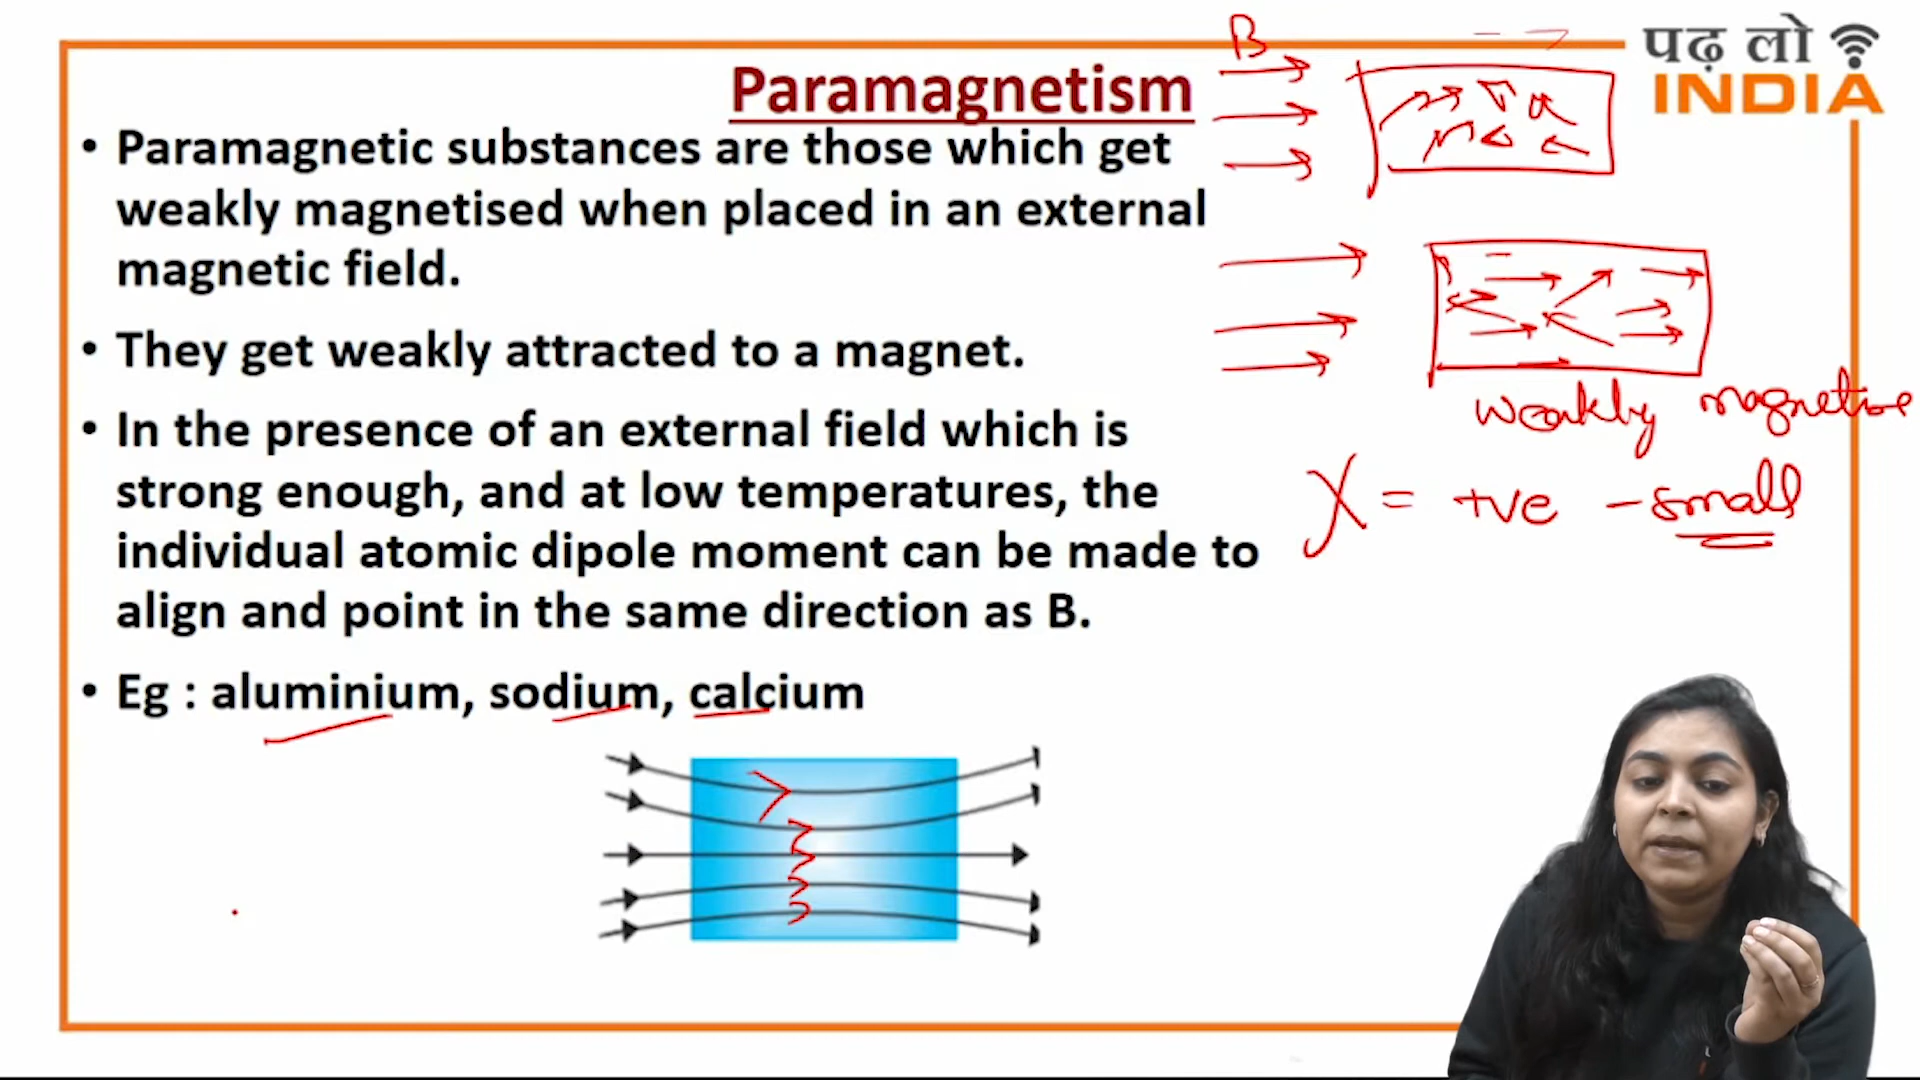 Paramagnetism
• Paramagnetic substances are those which get
weakly magnetised when placed in an external
magnetic field.
• They get weakly attracted to a magnet.
• In the presence of an external field which is
strong enough, and at low temperatures, the
individual atomic dipole moment can be made to
align and point in the same direction as B.
• Eg : aluminium, sodium, calcium
B
weakly magnetise
χ = +ve - small
पढ़ लो
INDIA